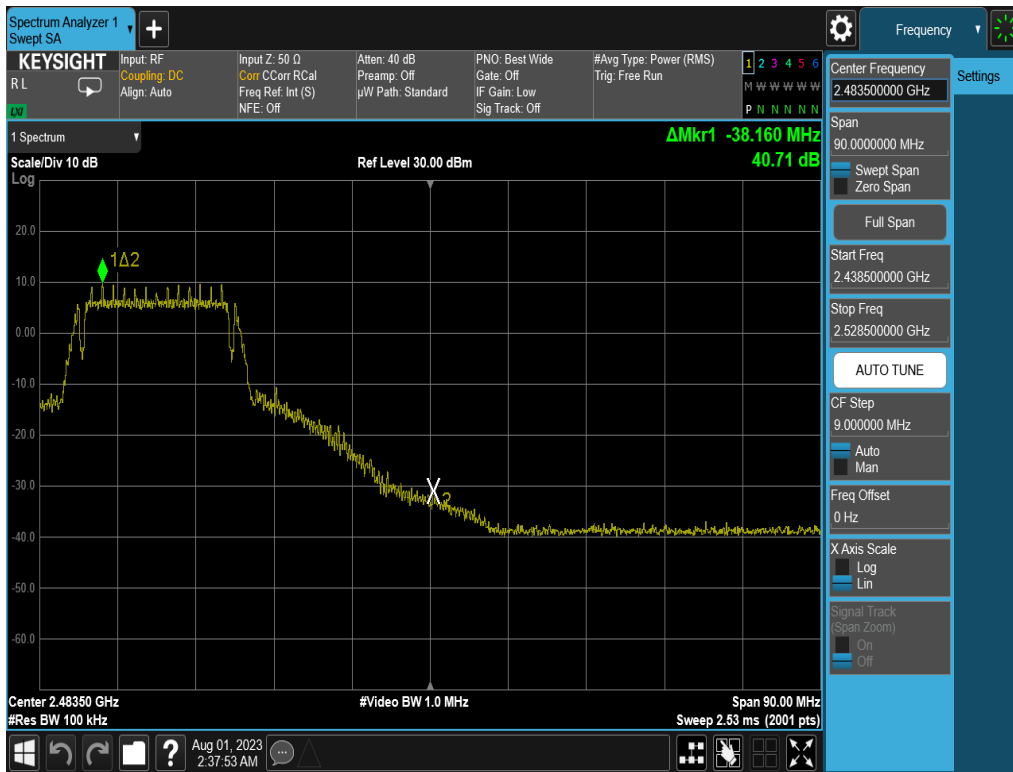 Spectrum Analyzer 1
Swept SA
Frequency
KEYSIGHT
R L
LXI
Input: RF
Coupling: DC
Align: Auto
Input Z: 50 Ω
Corr CCorr RCal
Freq Ref: Int (S)
NFE: Off
Atten: 40 dB
Preamp: Off
µW Path: Standard
PNO: Best Wide
Gate: Off
IF Gain: Low
Sig Track: Off
#Avg Type: Power (RMS)
Trig: Free Run
1 2 3 4 5 6
M W W W W W
P N N N N N
1 Spectrum
ΔMkr1 -38.160 MHz
40.71 dB
Scale/Div 10 dB
Ref Level 30.00 dBm
Log
20.0
10.0
0.00
-10.0
-20.0
-30.0
-40.0
-50.0
-60.0
1Δ2
X2
Center 2.48350 GHz
#Video BW 1.0 MHz
Span 90.00 MHz
#Res BW 100 kHz
Sweep 2.53 ms (2001 pts)
Center Frequency
2.483500000 GHz
Settings
Span
90.0000000 MHz
Swept Span
Zero Span
Full Span
Start Freq
2.438500000 GHz
Stop Freq
2.528500000 GHz
AUTO TUNE
CF Step
9.000000 MHz
Auto
Man
Freq Offset
0 Hz
X Axis Scale
Log
Lin
Signal Track
(Span Zoom)
On
Off
?
Aug 01, 2023
2:37:53 AM